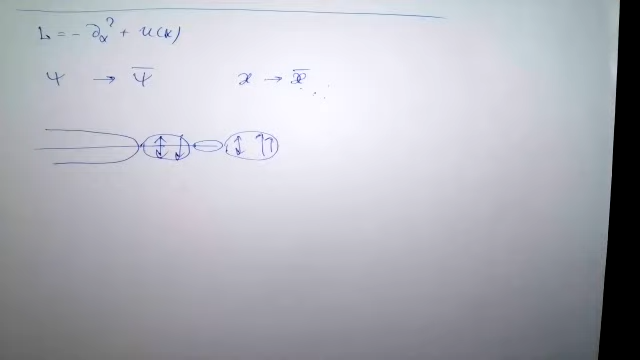 L = - ∂ₓ² + u(x)
ψ → ψ̅ x → x̅